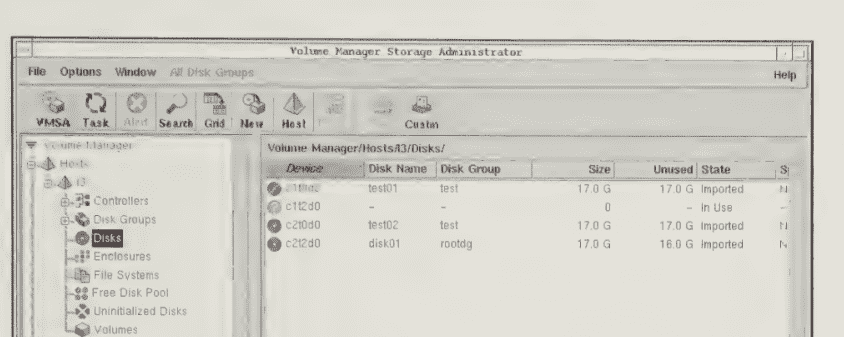 Volume Manager Storage Administrator
File Options Window All Disk Groups Help
VMSA Task Alert Search Grid New Host Custm
Volume Manager
Hosts
l3
Controllers
Disk Groups
Disks
Enclosures
File Systems
Free Disk Pool
Uninitialized Disks
Volumes
Volume Manager/Hosts/l3/Disks/
Device Disk Name Disk Group Size Unused State S
test01 test 17.0 G 17.0 G Imported N
c1t2d0 - - 0 - In Use -
c2t0d0 test02 test 17.0 G 17.0 G Imported N
c2t2d0 disk01 rootdg 17.0 G 16.0 G Imported N